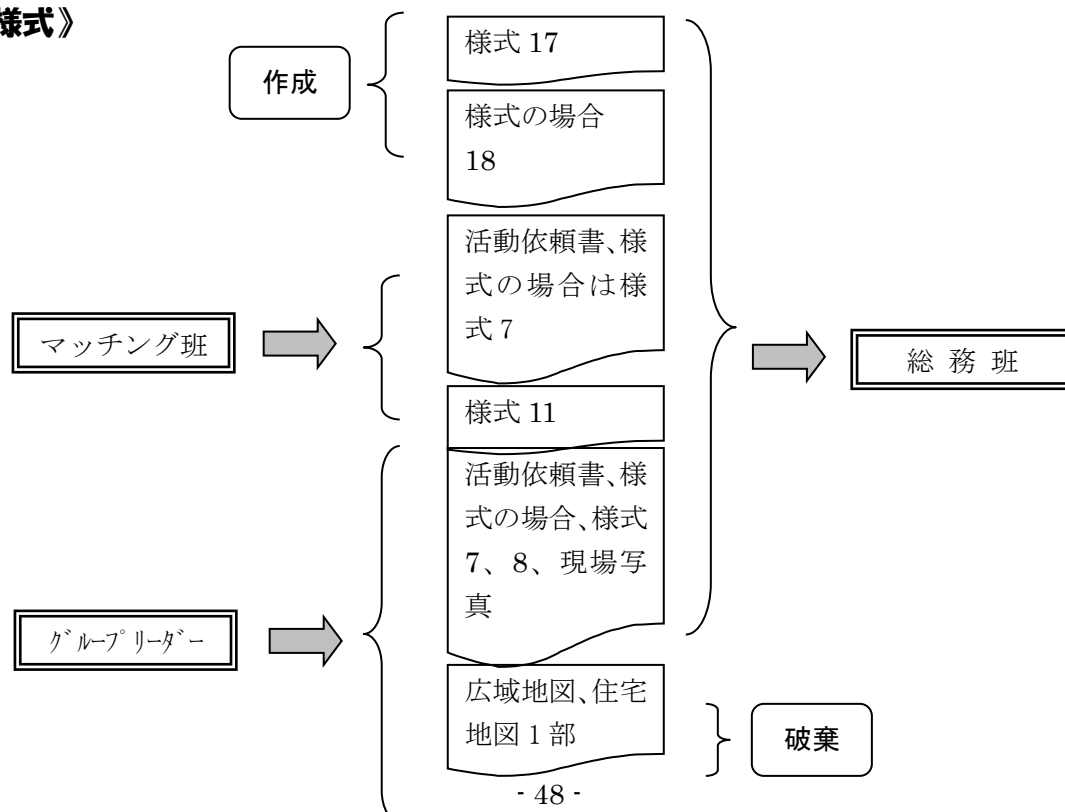 様式》
作成
様式 17
様式の場合
18
活動依頼書、様
式の場合は様
式 7
マッチング班
様式 11
総 務 班
活動依頼書、様
式の場合、様式
7、8、現場写
真
ｸﾞﾙｰﾌﾟﾘｰﾀﾞｰ
広域地図、住宅
地図 1 部
破棄
- 48 -